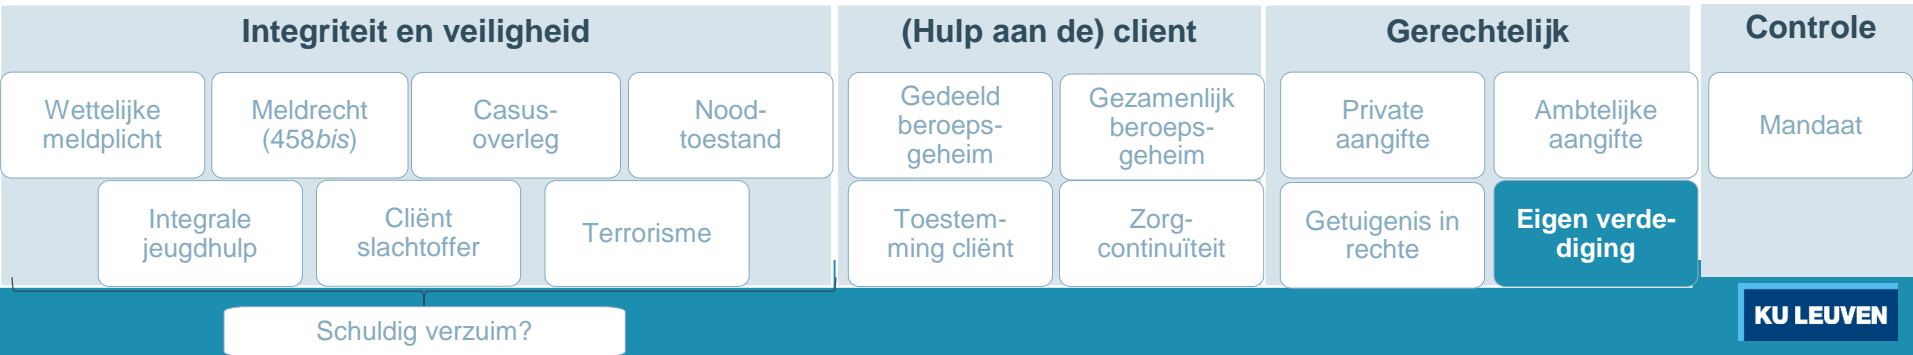 Integriteit en veiligheid
(Hulp aan de) client
Gerechtelijk
Controle
Wettelijke
meldplicht
Meldrecht
(458bis)
Casus-
overleg
Nood-
toestand
Gedeeld
beroeps-
geheim
Gezamenlijk
beroeps-
geheim
Private
aangifte
Ambtelijke
aangifte
Mandaat
Integrale
jeugdhulp
Cliënt
slachtoffer
Terrorisme
Toestem-
ming cliënt
Zorg-
continuïteit
Getuigenis in
rechte
Eigen verde-
diging
Schuldig verzuim?
KU LEUVEN